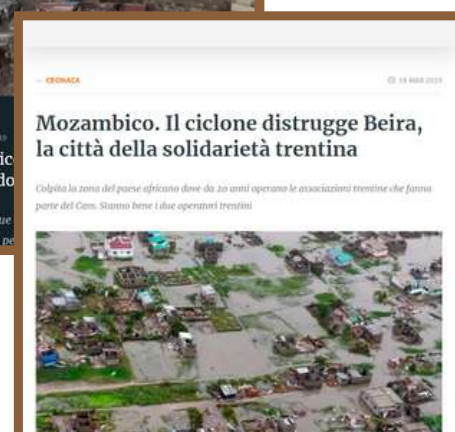 CRONACA
Mozambico. Il ciclone distrugge Beira,
la città della solidarietà trentina
Colpita la zona del paese africano dove da 20 anni operano le associazioni trentine che fanno
parte del Cam. Stanno bene i due operatori trentini